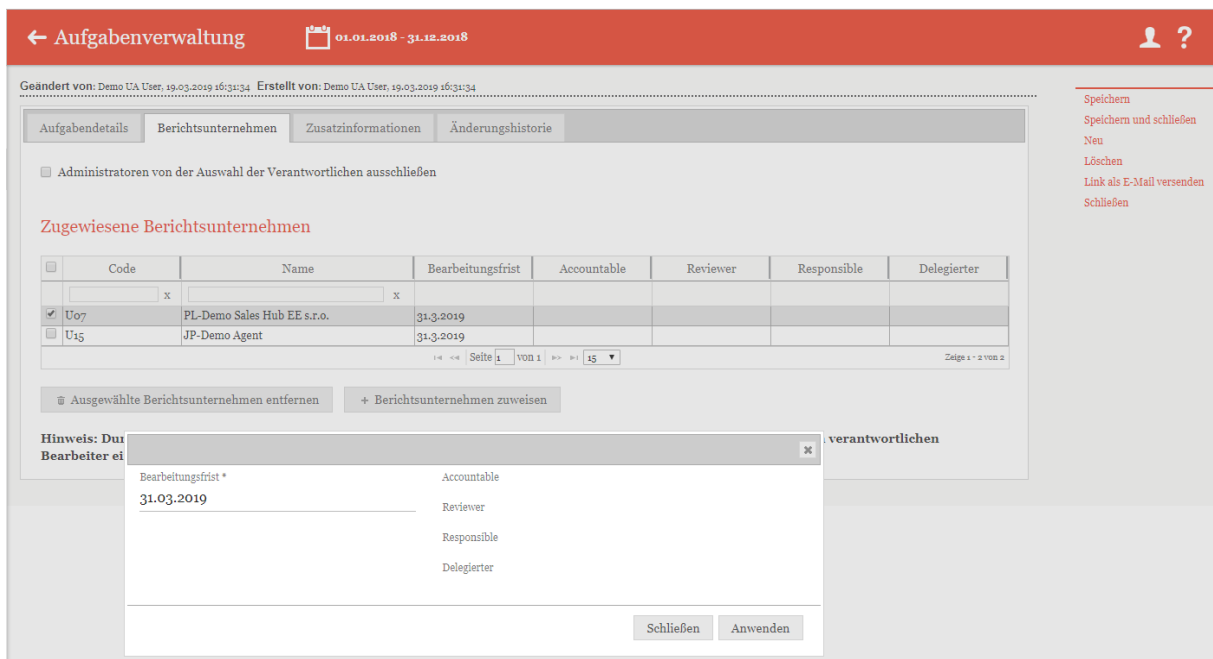 ← Aufgabenverwaltung 01.01.2018 - 31.12.2018 ?
Geändert von: Demo UA User, 19.03.2019 16:31:34 Erstellt von: Demo UA User, 19.03.2019 16:31:34
Speichern
Speichern und schließen
Neu
Löschen
Link als E-Mail versenden
Schließen
Aufgabendetails Berichtsunternehmen Zusatzinformationen Änderungshistorie
Administratoren von der Auswahl der Verantwortlichen ausschließen
Zugewiesene Berichtsunternehmen
Code Name Bearbeitungsfrist Accountable Reviewer Responsible Delegierter
x x
U07 PL-Demo Sales Hub EE s.r.o. 31.3.2019
U15 JP-Demo Agent 31.3.2019
Seite 1 von 1 15 Zeige 1 - 2 von 2
Ausgewählte Berichtsunternehmen entfernen + Berichtsunternehmen zuweisen
Hinweis: Dur verantwortlichen
Bearbeiter ei
Bearbeitungsfrist * Accountable
31.03.2019
Reviewer
Responsible
Delegierter
Schließen Anwenden